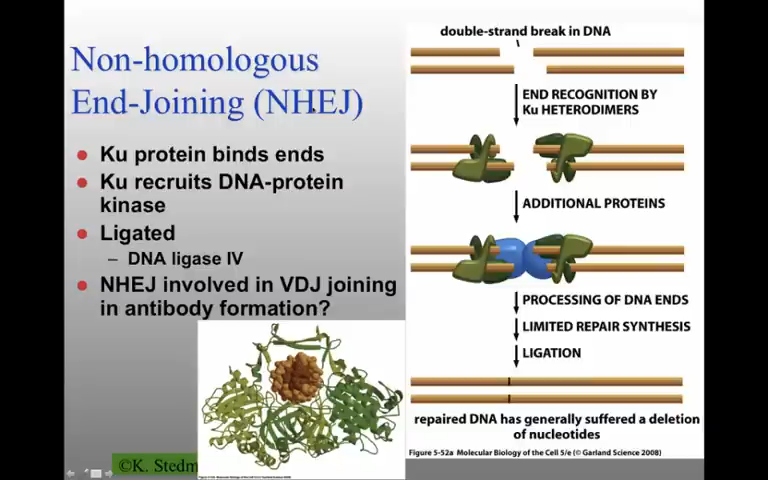 Non-homologous
End-Joining (NHEJ)
Ku protein binds ends
Ku recruits DNA-protein
kinase
Ligated
– DNA ligase IV
NHEJ involved in VDJ joining
in antibody formation?
©K. Stedm
double-strand break in DNA
END RECOGNITION BY
Ku HETERODIMERS
ADDITIONAL PROTEINS
PROCESSING OF DNA ENDS
LIMITED REPAIR SYNTHESIS
LIGATION
repaired DNA has generally suffered a deletion
of nucleotides
Figure 5-52a Molecular Biology of the Cell 5/e (© Garland Science 2008)